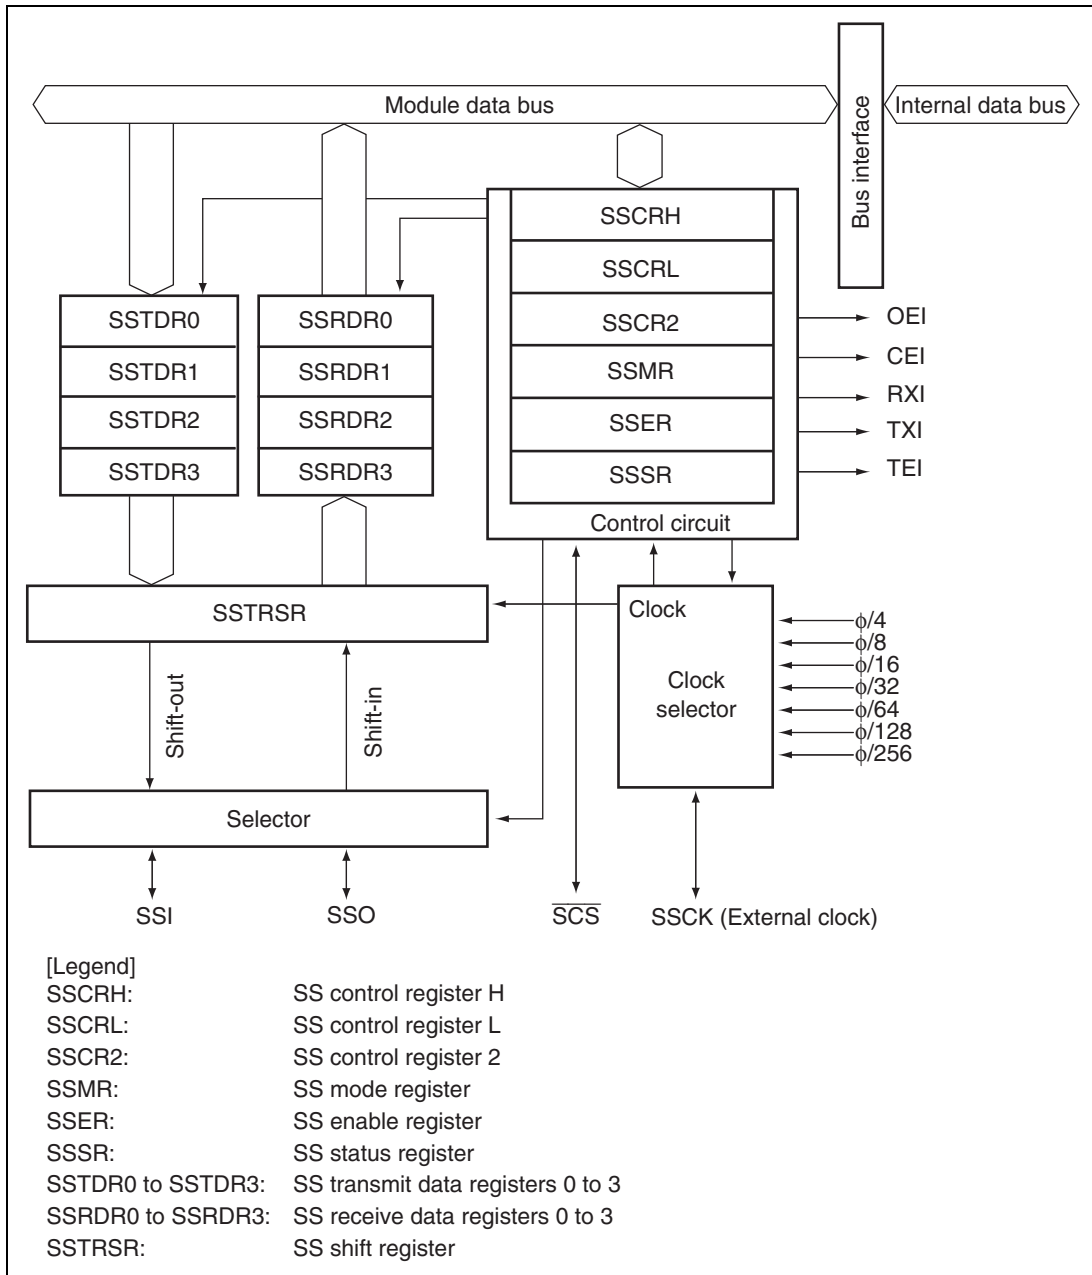 Module data bus
Bus interface
Internal data bus
SSCRH
SSCRL
SSCR2
SSMR
SSER
SSSR
Control circuit
SSTDR0
SSTDR1
SSTDR2
SSTDR3
SSRDR0
SSRDR1
SSRDR2
SSRDR3
OEI
CEI
RXI
TXI
TEI
SSTRSR
Clock
Clock
selector
ϕ/4
ϕ/8
ϕ/16
ϕ/32
ϕ/64
ϕ/128
ϕ/256
Shift-out
Shift-in
Selector
SSI
SSO
S̅C̅S̅
SSCK (External clock)
[Legend]
SSCRH: SS control register H
SSCRL: SS control register L
SSCR2: SS control register 2
SSMR: SS mode register
SSER: SS enable register
SSSR: SS status register
SSTDR0 to SSTDR3: SS transmit data registers 0 to 3
SSRDR0 to SSRDR3: SS receive data registers 0 to 3
SSTRSR: SS shift register